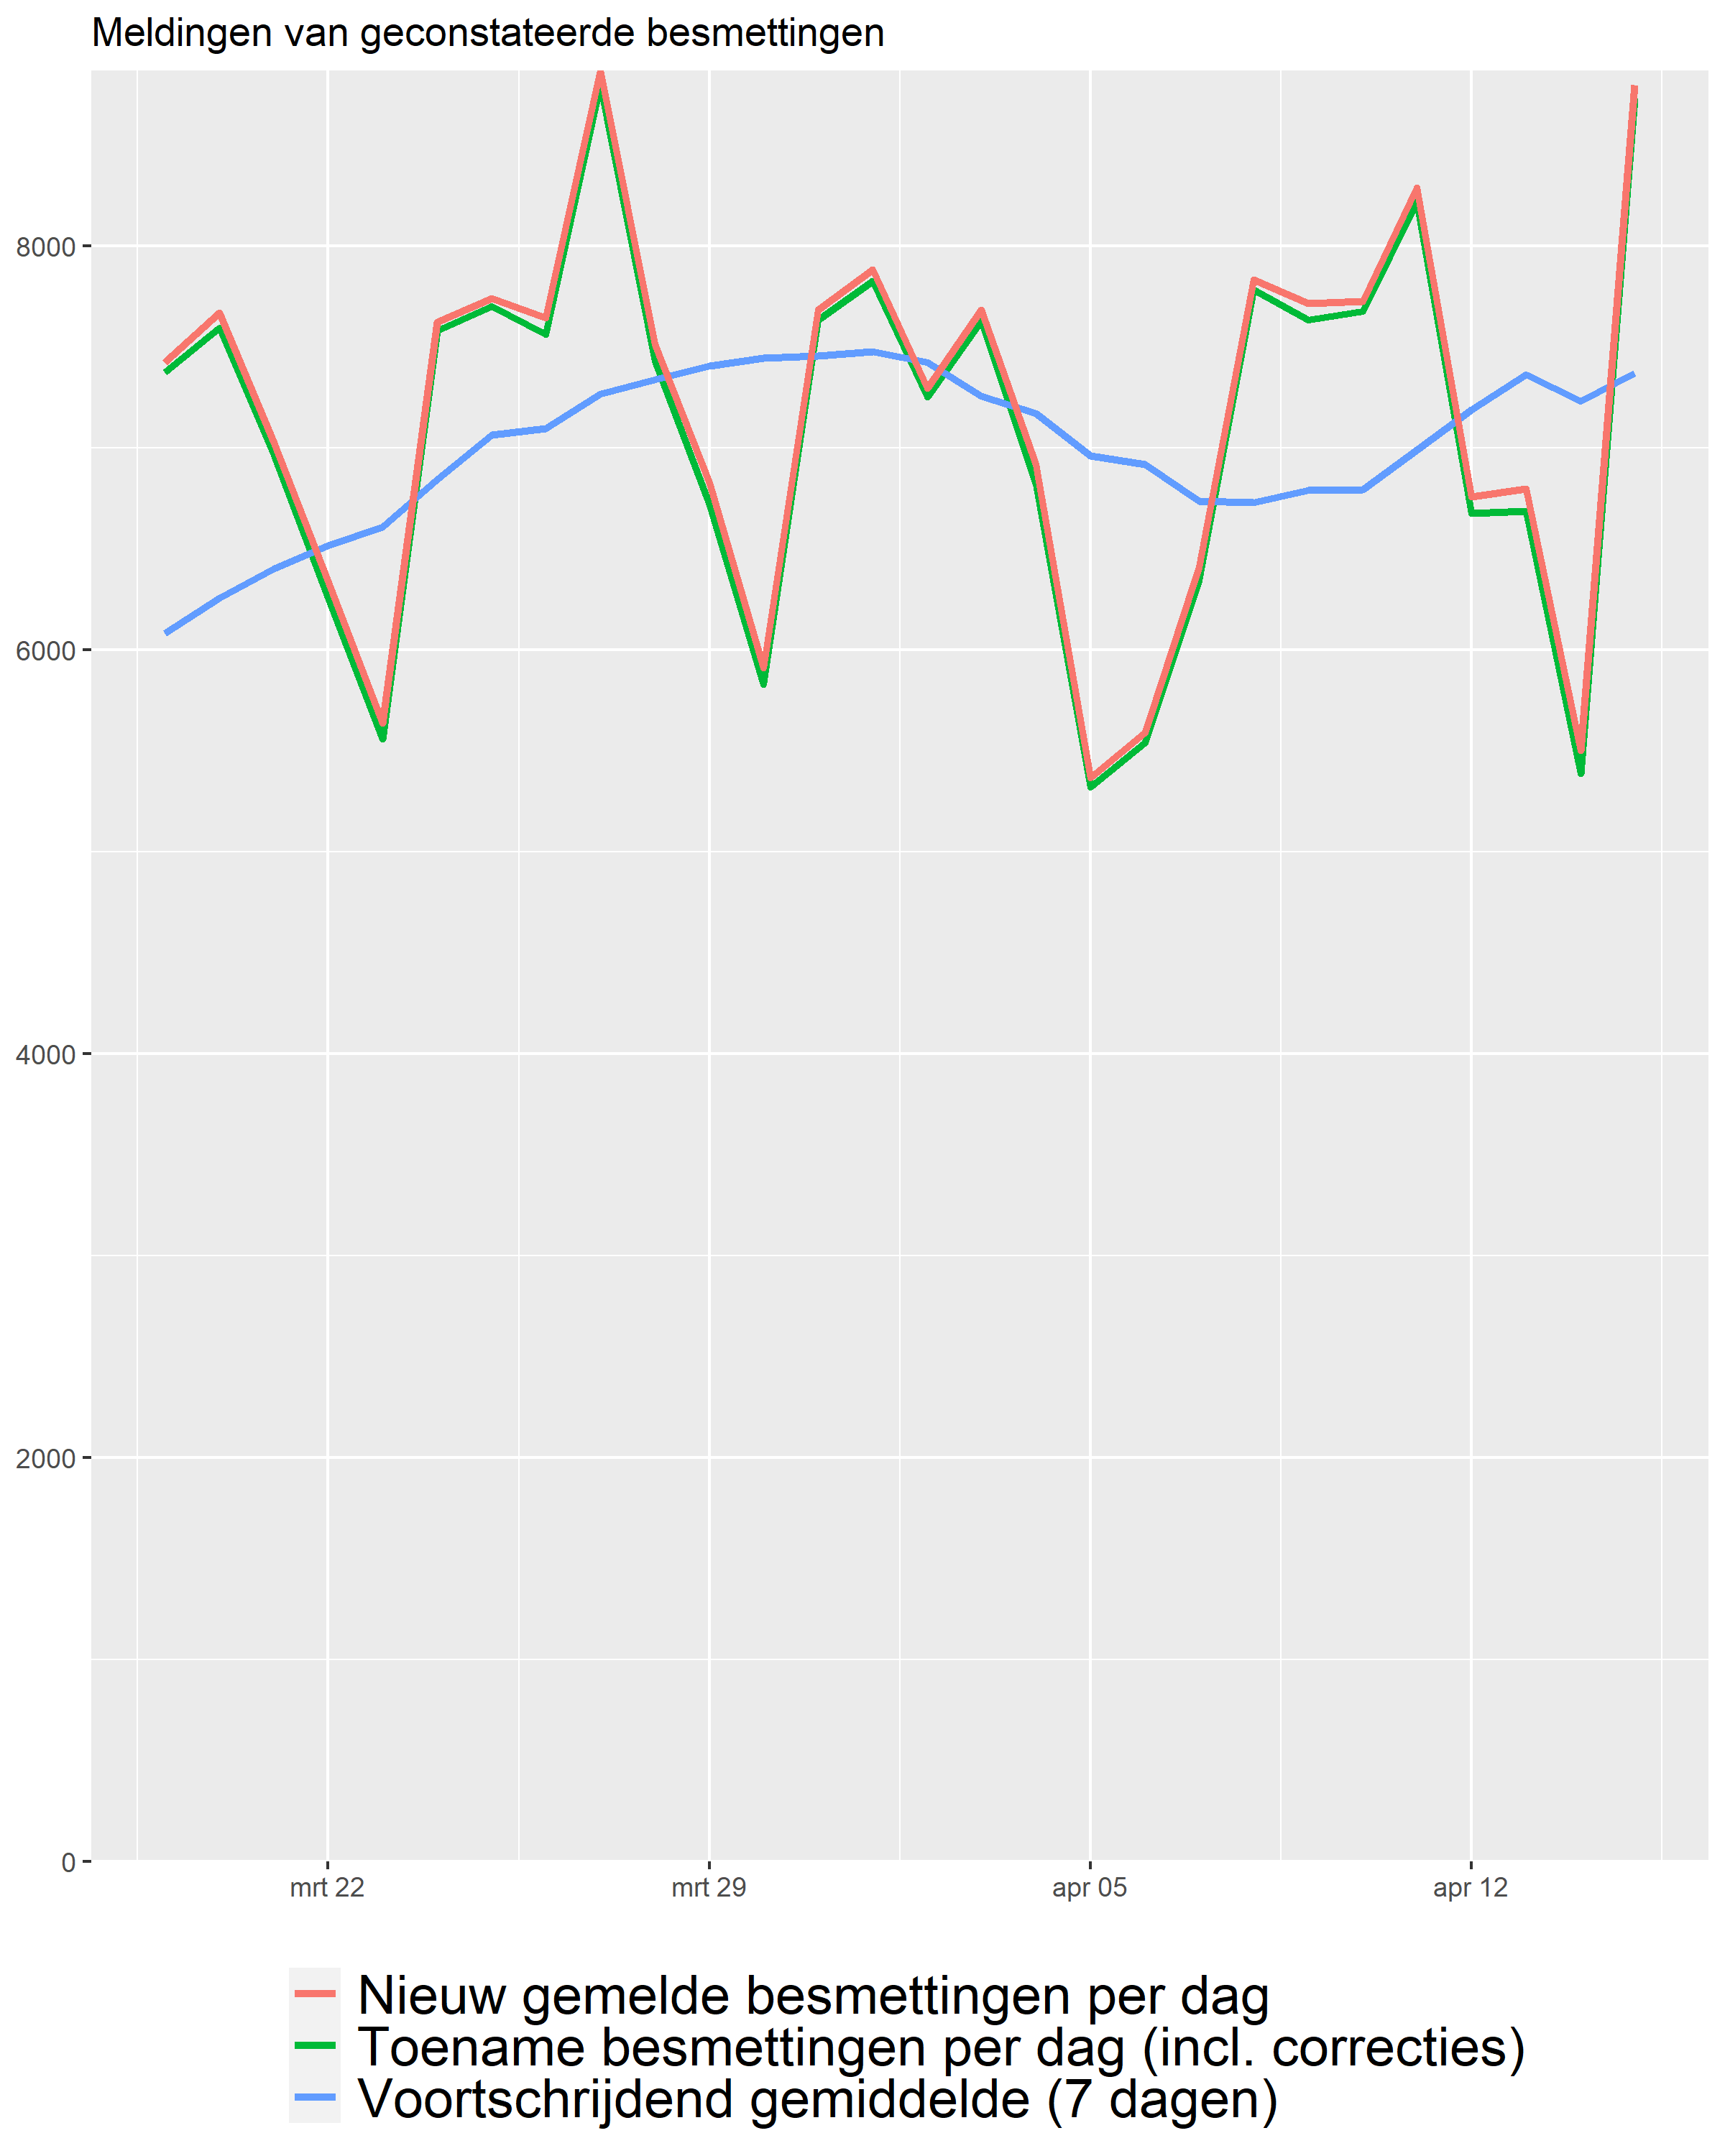 Meldingen van geconstateerde besmettingen
8000
6000
4000
2000
0
mrt 22 mrt 29 apr 05 apr 12
Nieuw gemelde besmettingen per dag
Toename besmettingen per dag (incl. correcties)
Voortschrijdend gemiddelde (7 dagen)